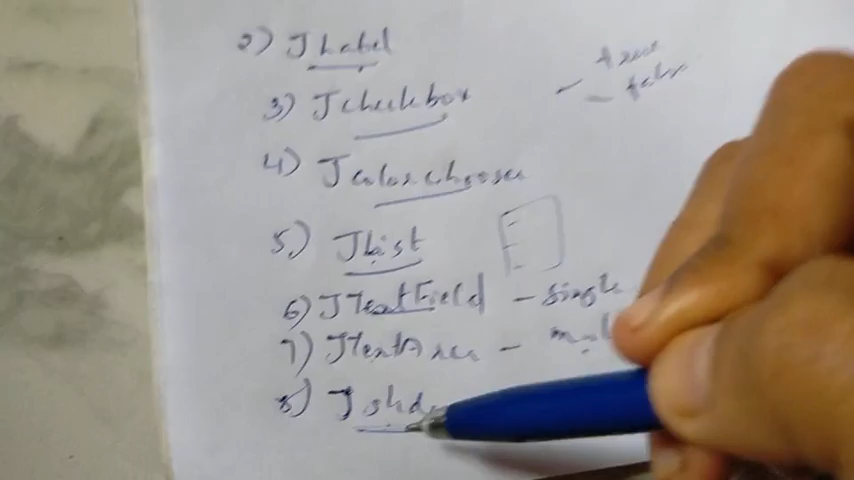 2) JLabel
3) Jcheckbox - true
- false
4) Jcolorchooser
5) JList
6) JTextField - single
7) JTextArea -
8)